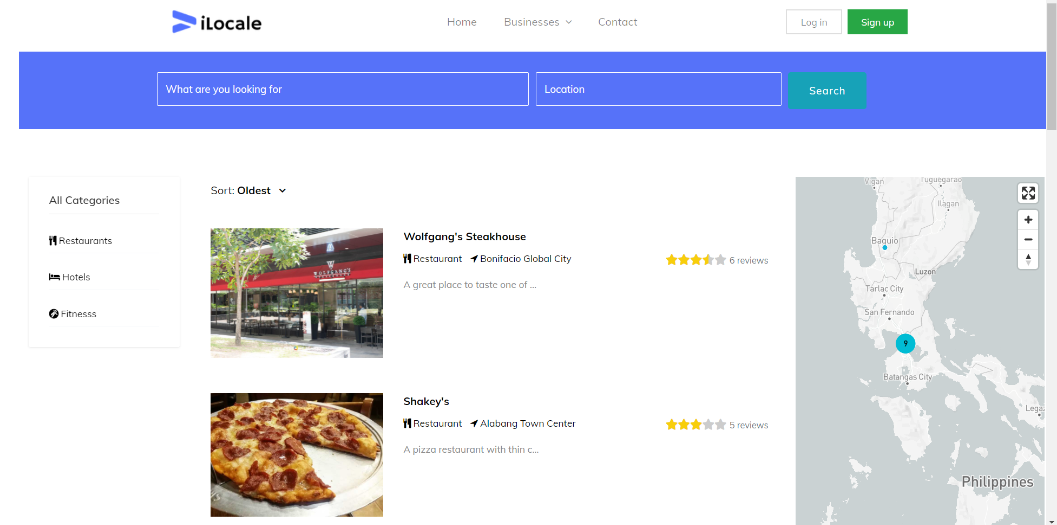 iLocale
Home Businesses Contact
Log in
Sign up
What are you looking for
Location
Search
All Categories
Restaurants
Hotels
Fitnesss
Sort: Oldest
Wolfgang's Steakhouse
Restaurant Bonifacio Global City
6 reviews
A great place to taste one of ...
Shakey's
Restaurant Alabang Town Center
5 reviews
A pizza restaurant with thin c...
Vigan
Tuguegarao
Ilagan
Baguio
Luzon
Tarlac City
San Fernando
9
Batangas City
Lega
Philippines